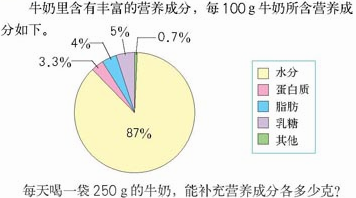 牛奶里含有丰富的营养成分，每100g牛奶所含营养成
分如下。
5%
0.7%
4%
3.3%
87%
水分
蛋白质
脂肪
乳糖
其他
每天喝一袋250g的牛奶，能补充营养成分各多少克？